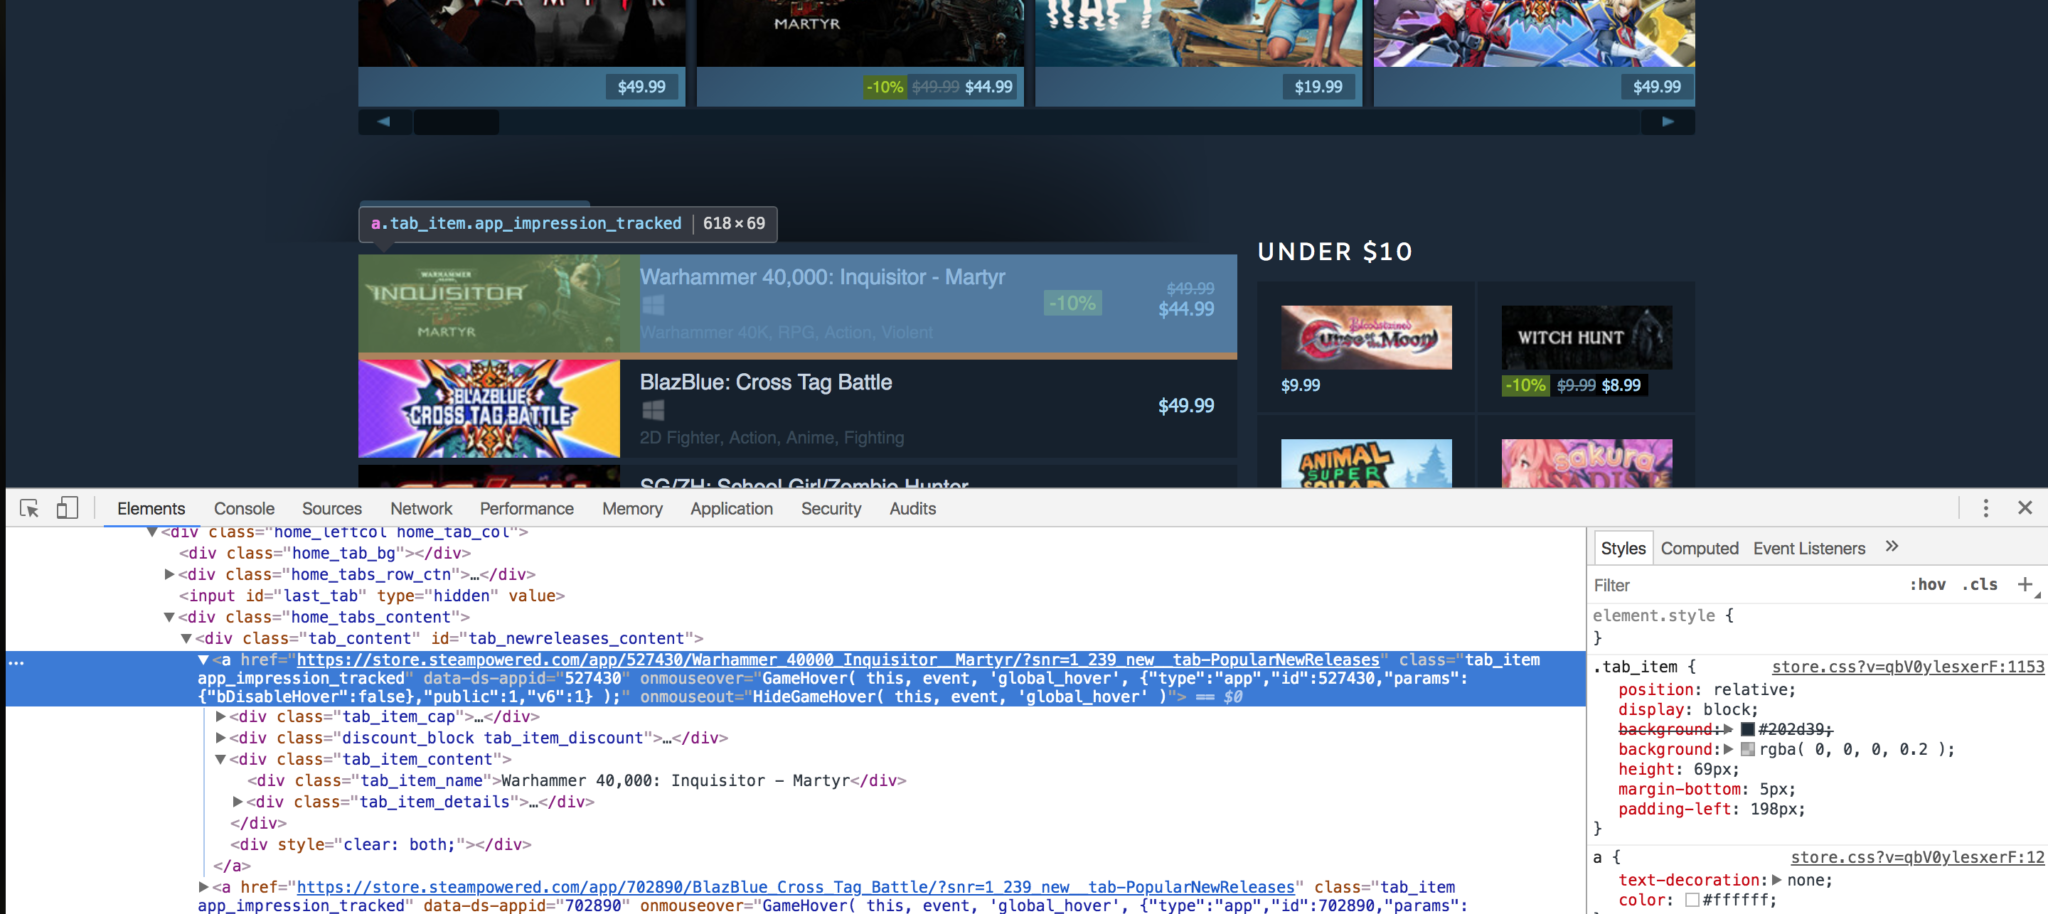 VAMPYR
MARTYR
RAFT
$49.99
-10% $49.99 $44.99
$19.99
$49.99
a.tab_item.app_impression_tracked | 618 × 69
UNDER $10
WARHAMMER
INQUISITOR
MARTYR
Warhammer 40,000: Inquisitor - Martyr
Warhammer 40K, RPG, Action, Violent
-10%
$49.99
$44.99
BLAZBLUE
CROSS TAG BATTLE
BlazBlue: Cross Tag Battle
2D Fighter, Action, Anime, Fighting
$49.99
SG/ZH: School Girl/Zombie Hunter
Bloodstained
Curse of the Moon
$9.99
WITCH HUNT
-10% $9.99 $8.99
ANIMAL
SUPER
SQUAD
sakura
Elements Console Sources Network Performance Memory Application Security Audits
▼<div class="home_leftcol home_tab_col">
<div class="home_tab_bg"></div>
▶<div class="home_tabs_row_ctn">…</div>
<input id="last_tab" type="hidden" value>
▼<div class="home_tabs_content">
▼<div class="tab_content" id="tab_newreleases_content">
… ▼<a href="https://store.steampowered.com/app/527430/Warhammer_40000_Inquisitor__Martyr/?snr=1_239_new__tab-PopularNewReleases" class="tab_item
app_impression_tracked" data-ds-appid="527430" onmouseover="GameHover( this, event, 'global_hover', {"type":"app","id":527430,"params":
{"bDisableHover":false},"public":1,"v6":1} );" onmouseout="HideGameHover( this, event, 'global_hover' )"> == $0
▶<div class="tab_item_cap">…</div>
▶<div class="discount_block tab_item_discount">…</div>
▼<div class="tab_item_content">
<div class="tab_item_name">Warhammer 40,000: Inquisitor - Martyr</div>
▶<div class="tab_item_details">…</div>
</div>
<div style="clear: both;"></div>
</a>
▶<a href="https://store.steampowered.com/app/702890/BlazBlue_Cross_Tag_Battle/?snr=1_239_new__tab-PopularNewReleases" class="tab_item
app_impression_tracked" data-ds-appid="702890" onmouseover="GameHover( this, event, 'global_hover', {"type":"app","id":702890,"params":
Styles Computed Event Listeners »
Filter :hov .cls +
element.style {
}
.tab_item { store.css?v=qbV0ylesxerF:1153
position: relative;
display: block;
background:▶ #202d39;
background:▶ rgba( 0, 0, 0, 0.2 );
height: 69px;
margin-bottom: 5px;
padding-left: 198px;
}
a { store.css?v=qbV0ylesxerF:12
text-decoration:▶ none;
color: #ffffff;